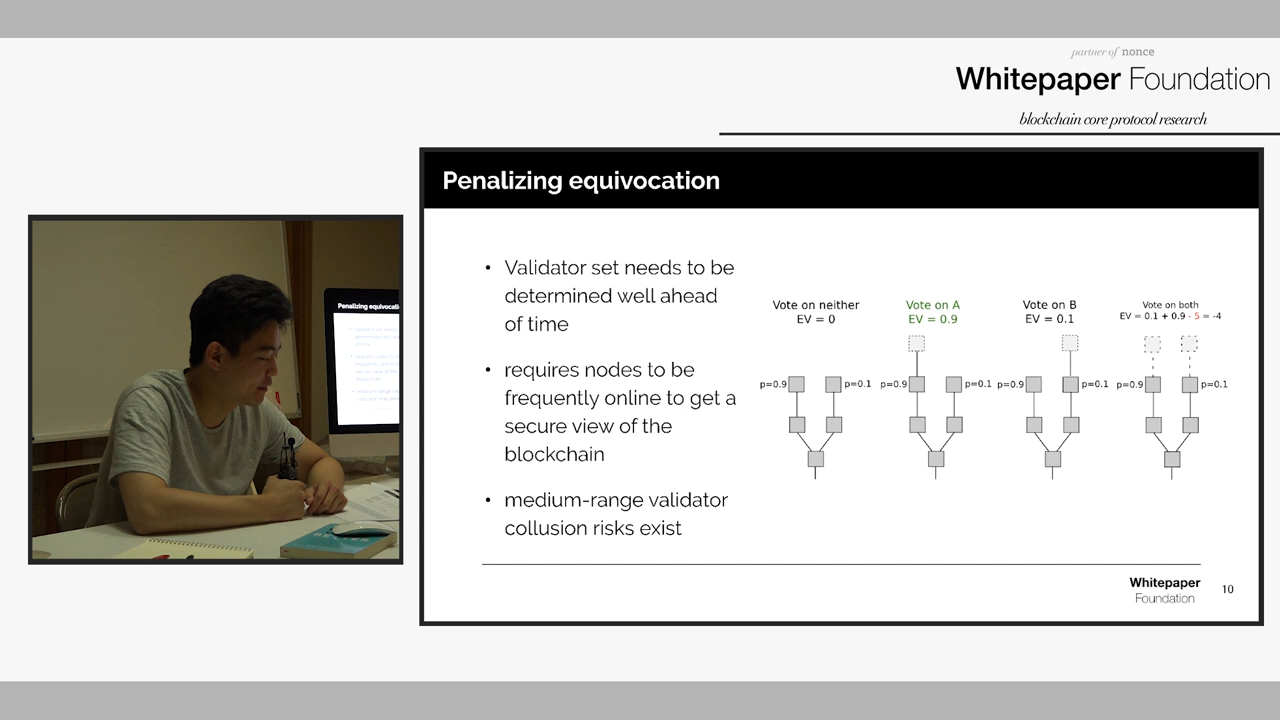 partner of nonce
Whitepaper Foundation
blockchain core protocol research
Penalizing equivocation
• Validator set needs to be
determined well ahead
of time
• requires nodes to be
frequently online to get a
secure view of the
blockchain
• medium-range validator
collusion risks exist
Vote on neither
EV = 0
p=0.9
p=0.1
Vote on A
EV = 0.9
p=0.9
p=0.1
Vote on B
EV = 0.1
p=0.9
p=0.1
Vote on both
EV = 0.1 + 0.9 - 5 = -4
p=0.9
p=0.1
Whitepaper
Foundation
10
Penalizing equivocati